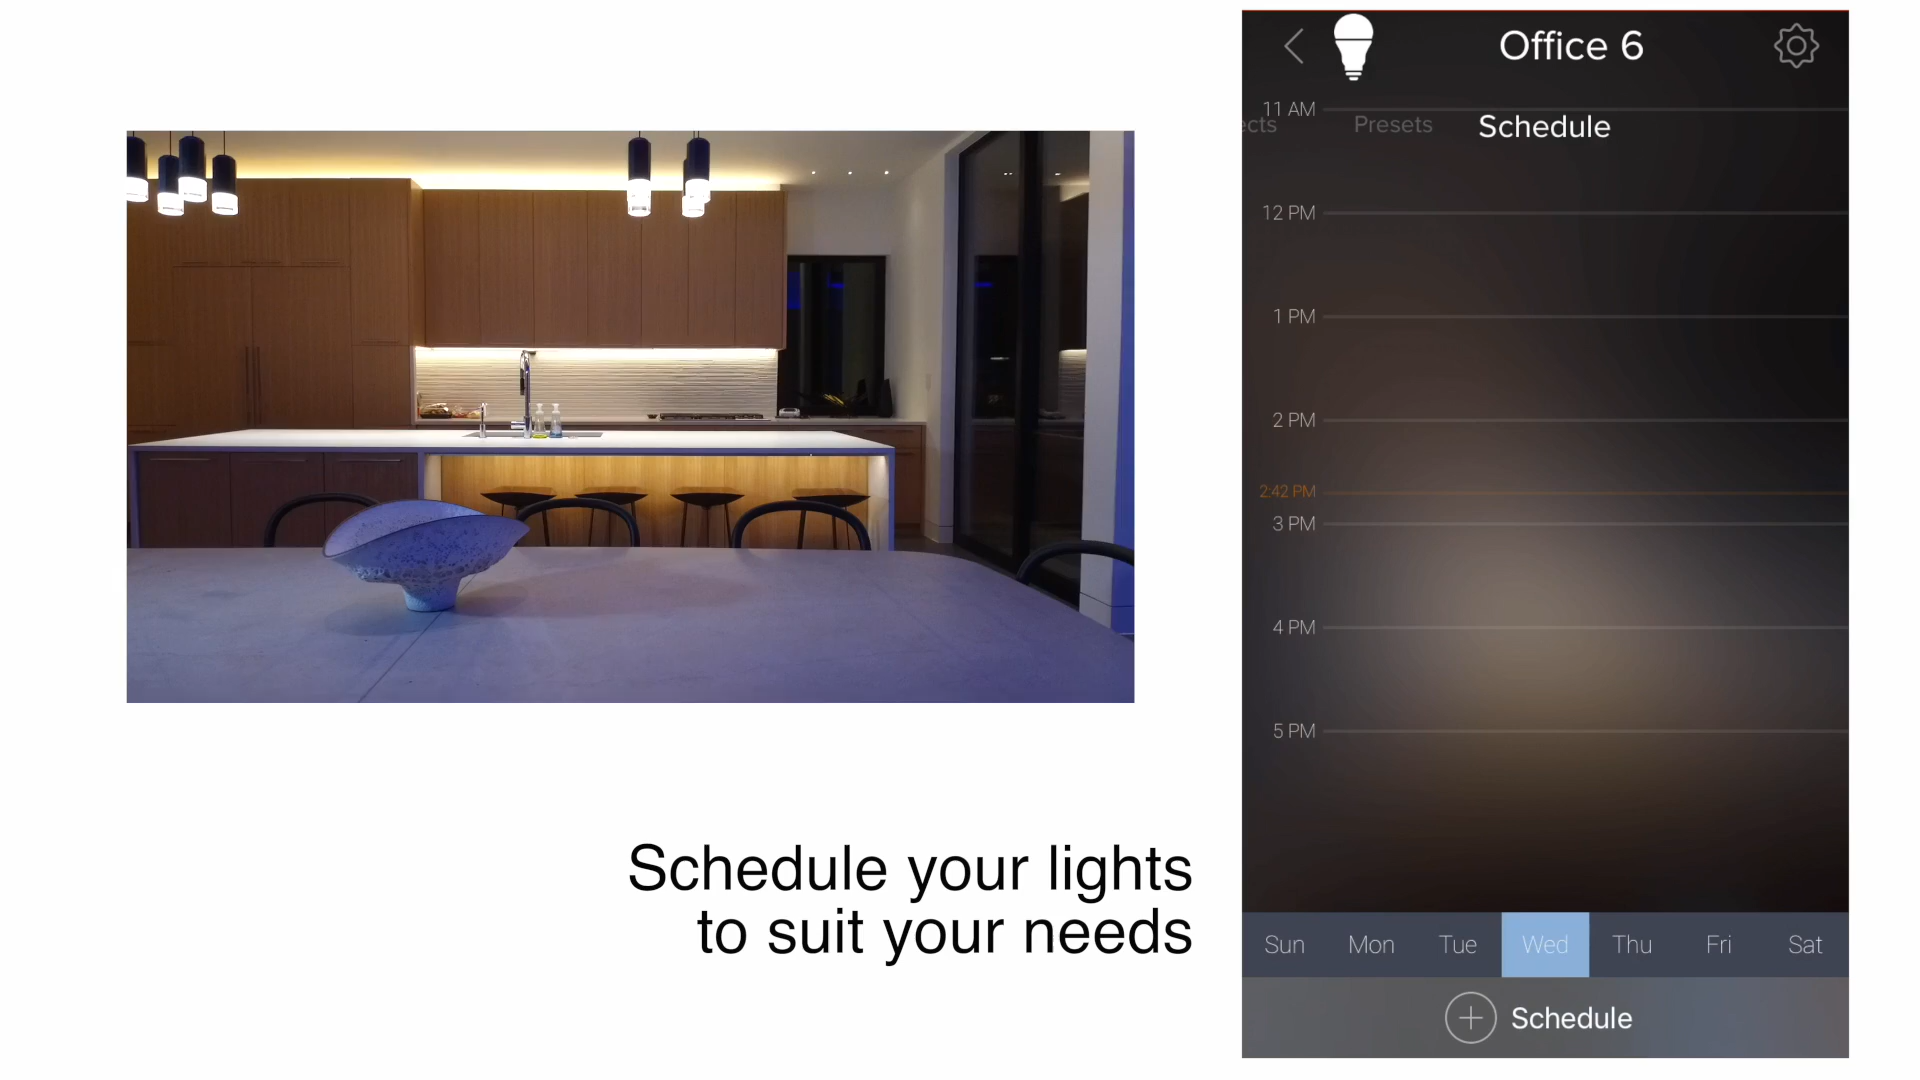 Schedule your lights
to suit your needs
Office 6
11 AM
ects Presets Schedule
12 PM
1 PM
2 PM
2:42 PM
3 PM
4 PM
5 PM
Sun Mon Tue Wed Thu Fri Sat
Schedule